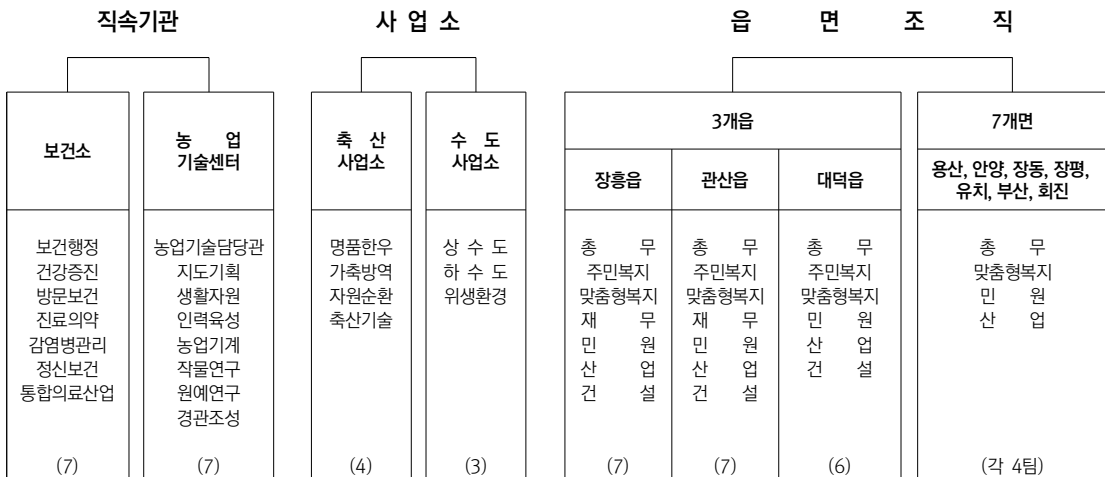 직속기관
사 업 소
읍 면 조 직
보건소
농 업
기술센터
축 산
사업소
수 도
사업소
3개읍
7개면
장흥읍
관산읍
대덕읍
용산, 안양, 장동, 장평,
유치, 부산, 회진
보건행정
건강증진
방문보건
진료의약
감염병관리
정신보건
통합의료산업
(7)
농업기술담당관
지도기획
생활자원
인력육성
농업기계
작물연구
원예연구
경관조성
(7)
명품한우
가축방역
자원순환
축산기술
(4)
상 수 도
하 수 도
위생환경
(3)
총 무
주민복지
맞춤형복지
재 무
민 원
산 업
건 설
(7)
총 무
주민복지
맞춤형복지
재 무
민 원
산 업
건 설
(7)
총 무
주민복지
맞춤형복지
민 원
산 업
건 설
(6)
총 무
맞춤형복지
민 원
산 업
(각 4팀)